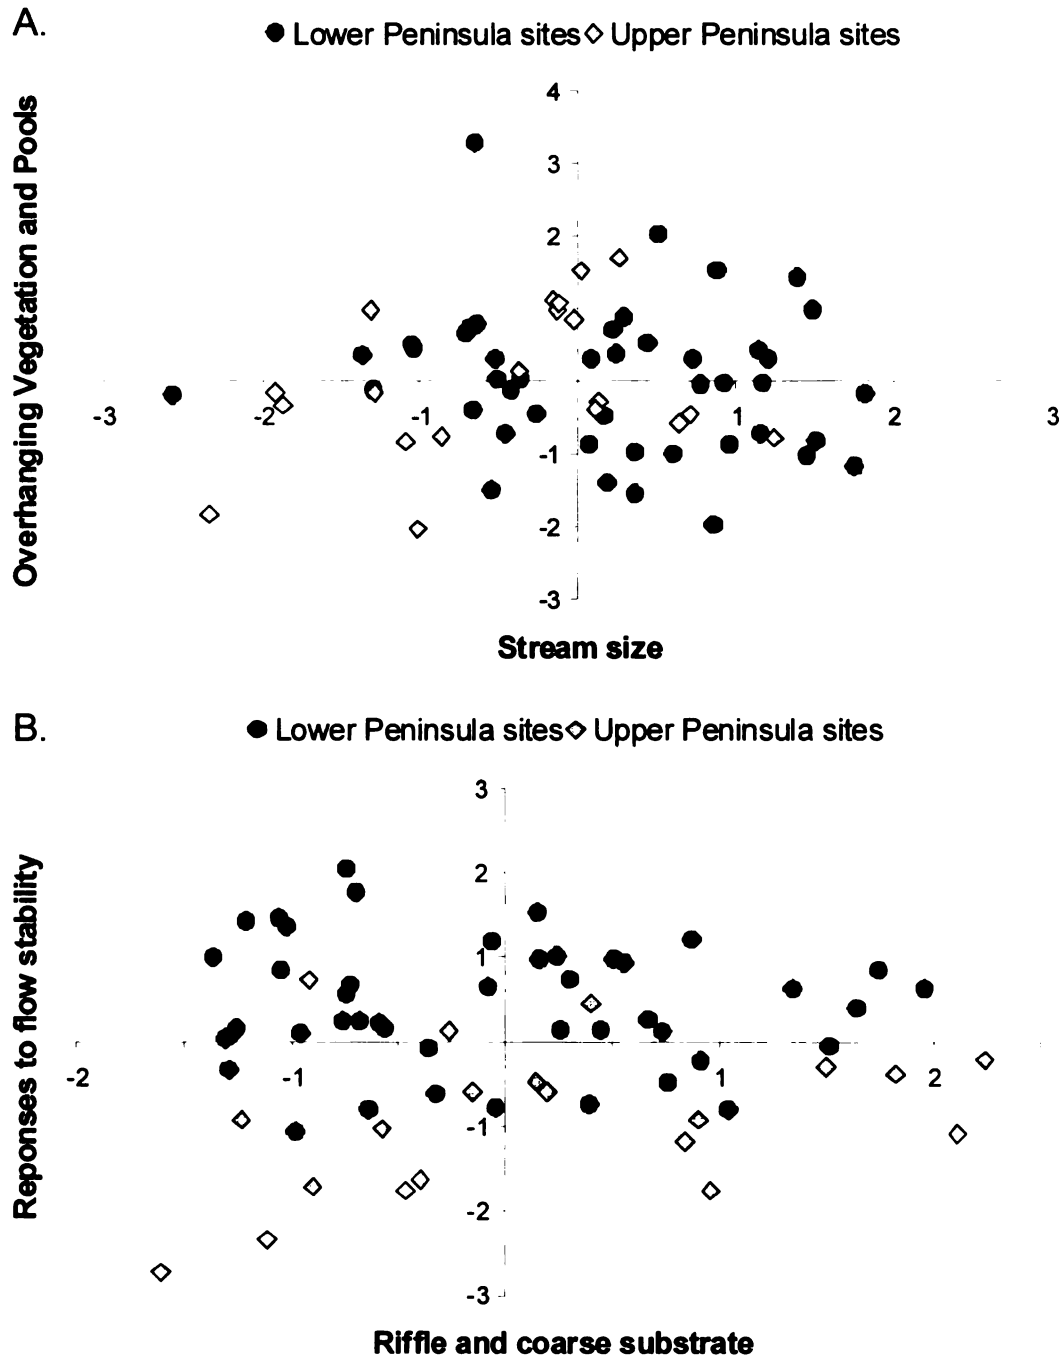 A.
Lower Peninsula sites Upper Peninsula sites
4
3
2
-3 -2 -1 1 2 3
-1
-2
-3
Overhanging Vegetation and Pools
Stream size
B.
Lower Peninsula sites Upper Peninsula sites
3
2
1
-2 -1 1 2
-1
-2
-3
Reponses to flow stability
Riffle and coarse substrate